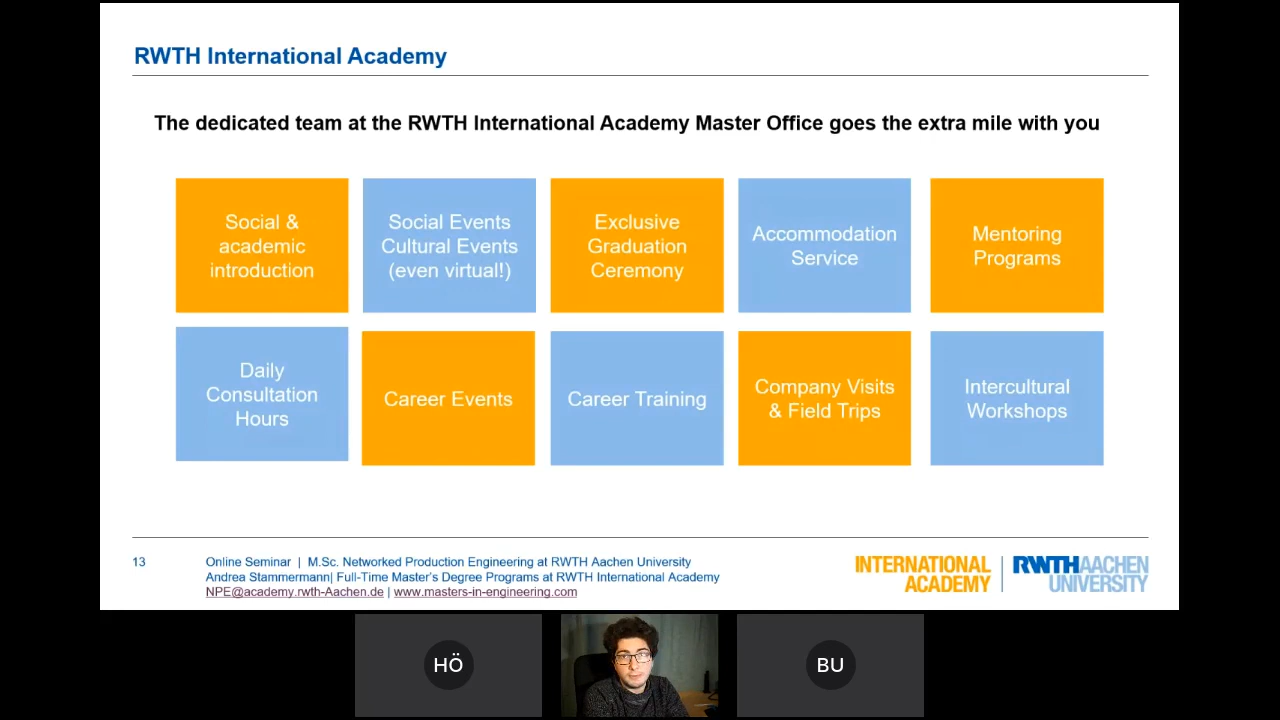 RWTH International Academy
The dedicated team at the RWTH International Academy Master Office goes the extra mile with you
Social &
academic
introduction
Social Events
Cultural Events
(even virtual!)
Exclusive
Graduation
Ceremony
Accommodation
Service
Mentoring
Programs
Daily
Consultation
Hours
Career Events
Career Training
Company Visits
& Field Trips
Intercultural
Workshops
13
Online Seminar | M.Sc. Networked Production Engineering at RWTH Aachen University
Andrea Stammermann| Full-Time Master's Degree Programs at RWTH International Academy
NPE@academy.rwth-Aachen.de | www.masters-in-engineering.com
INTERNATIONAL
ACADEMY
RWTHAACHEN
UNIVERSITY
HÖ
BU